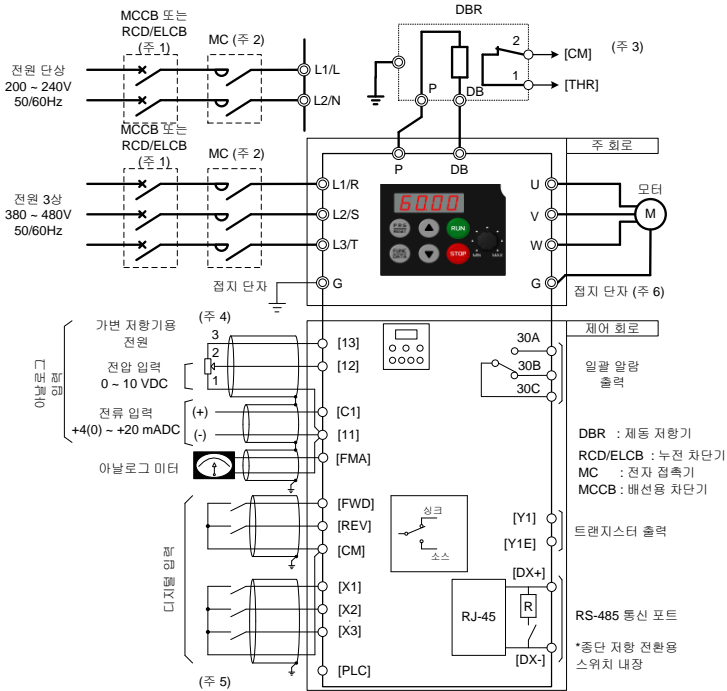 MCCB 또는
RCD/ELCB
(주 1)
MC (주 2)
DBR
2
[CM]
(주 3)
1
[THR]
P
DB
전원 단상
200 ~ 240V
50/60Hz
L1/L
L2/N
MCCB 또는
RCD/ELCB
(주 1)
MC (주 2)
P
DB
주 회로
전원 3상
380 ~ 480V
50/60Hz
L1/R
L2/S
L3/T
60.00
PRG
RESET
RUN
FUNC
DATA
STOP
MIN
MAX
U
V
W
모터
M
접지 단자
G
G
접지 단자 (주 6)
제어 회로
아날로그
입력
가변 저항기용
전원
(주 4)
3
2
1
전압 입력
0 ~ 10 VDC
전류 입력
+4(0) ~ +20 mADC
(+)
(-)
아날로그 미터
[13]
[12]
[C1]
[11]
[FMA]
30A
30B
30C
일괄 알람
출력
DBR : 제동 저항기
RCD/ELCB : 누전 차단기
MC : 전자 접촉기
MCCB : 배선용 차단기
디지털 입력
[FWD]
[REV]
[CM]
[X1]
[X2]
[X3]
[PLC]
(주 5)
싱크
소스
[Y1]
[Y1E]
트랜지스터 출력
[DX+]
RJ-45
R
[DX-]
RS-485 통신 포트
*종단 저항 전환용
스위치 내장